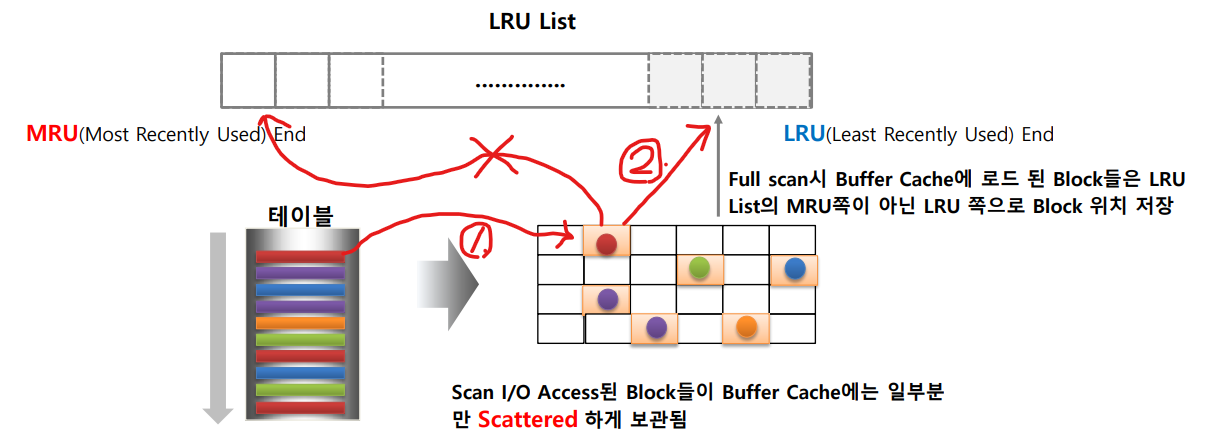 LRU List
..............
MRU(Most Recently Used) End
LRU(Least Recently Used) End
②
Full scan시 Buffer Cache에 로드 된 Block들은 LRU
List의 MRU쪽이 아닌 LRU 쪽으로 Block 위치 저장
테이블
①
Scan I/O Access된 Block들이 Buffer Cache에는 일부분
만 Scattered 하게 보관됨